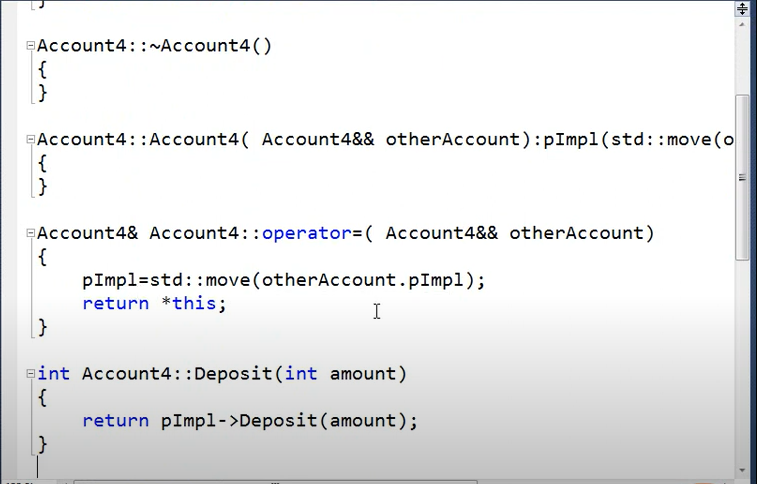 }
Account4::~Account4()
{
}
Account4::Account4( Account4&& otherAccount):pImpl(std::move(o
{
}
Account4& Account4::operator=( Account4&& otherAccount)
{
pImpl=std::move(otherAccount.pImpl);
return *this;
}
int Account4::Deposit(int amount)
{
return pImpl->Deposit(amount);
}